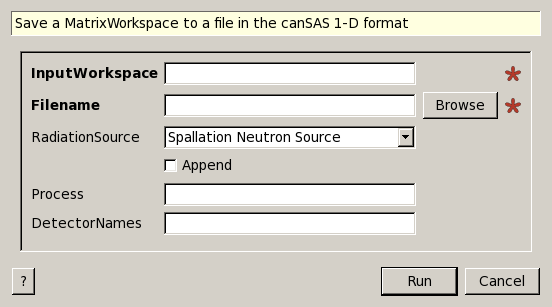 Save a MatrixWorkspace to a file in the canSAS 1-D format
InputWorkspace
Filename Browse
RadiationSource Spallation Neutron Source
Append
Process
DetectorNames
? Run Cancel